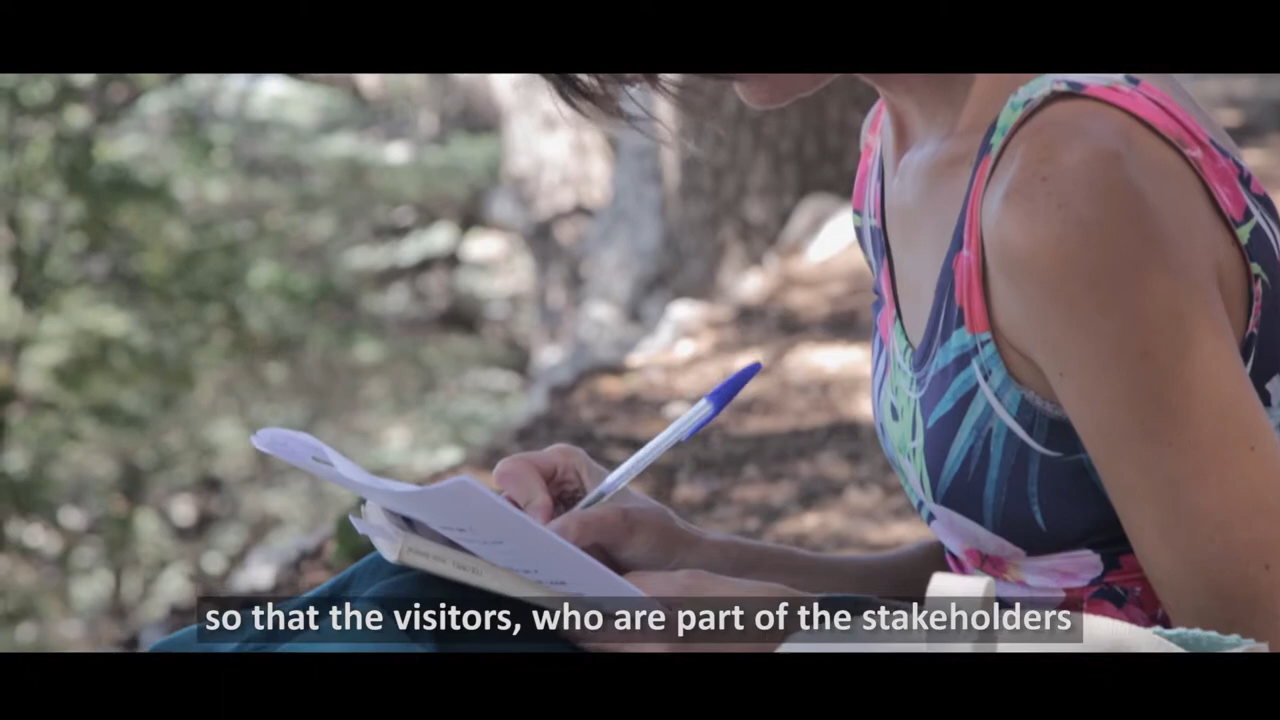 so that the visitors, who are part of the stakeholders